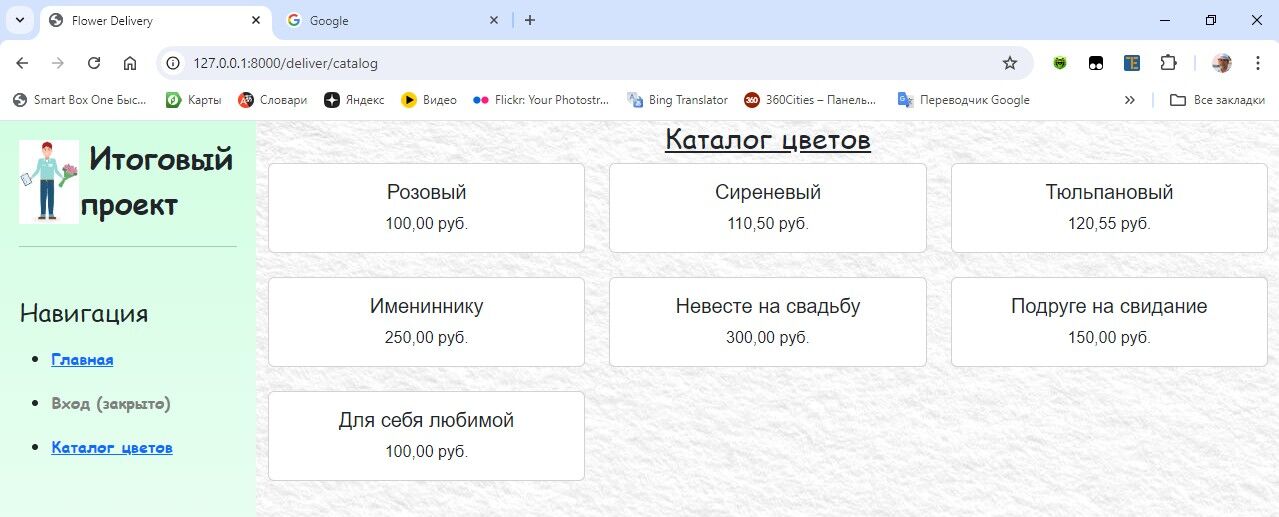 Flower Delivery
Google
127.0.0.1:8000/deliver/catalog
Smart Box One Быс...
Карты
Словари
Яндекс
Видео
Flickr: Your Photostr...
Bing Translator
360Cities – Панель...
Переводчик Google
Все закладки
Итоговый
проект
Навигация
Главная
Вход (закрыто)
Каталог цветов
Каталог цветов
Розовый
100,00 руб.
Сиреневый
110,50 руб.
Тюльпановый
120,55 руб.
Имениннику
250,00 руб.
Невесте на свадьбу
300,00 руб.
Подруге на свидание
150,00 руб.
Для себя любимой
100,00 руб.